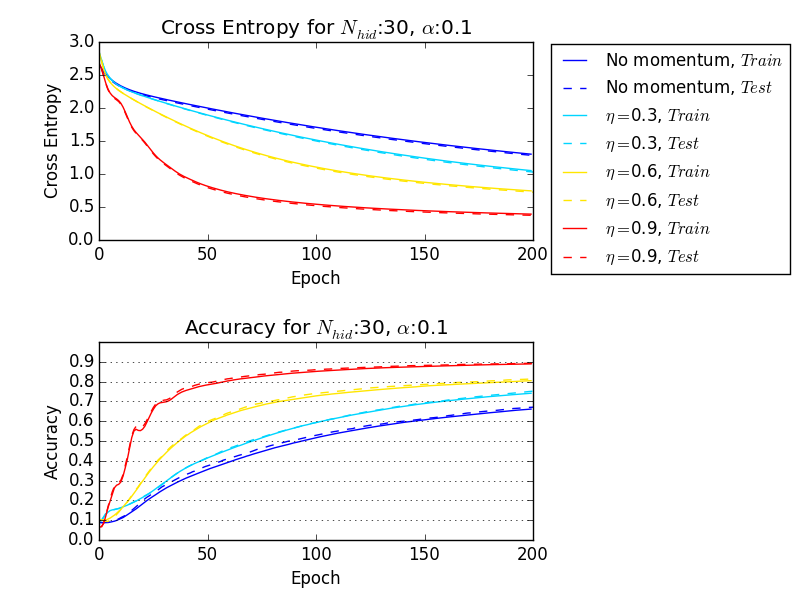 Cross Entropy for N_hid:30, α:0.1
3.0
2.5
2.0
1.5
1.0
0.5
0.0
Cross Entropy
0 50 100 150 200
Epoch
No momentum, Train
No momentum, Test
η=0.3, Train
η=0.3, Test
η=0.6, Train
η=0.6, Test
η=0.9, Train
η=0.9, Test
Accuracy for N_hid:30, α:0.1
0.9
0.8
0.7
0.6
0.5
0.4
0.3
0.2
0.1
0.0
Accuracy
0 50 100 150 200
Epoch